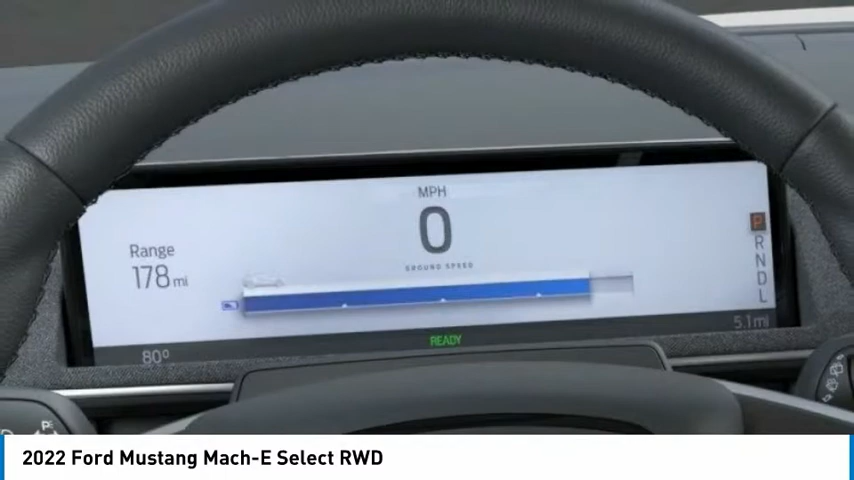 MPH
0
GROUND SPEED
Range
178 mi
P
R
N
D
L
5.1 mi
READY
80°
2022 Ford Mustang Mach-E Select RWD